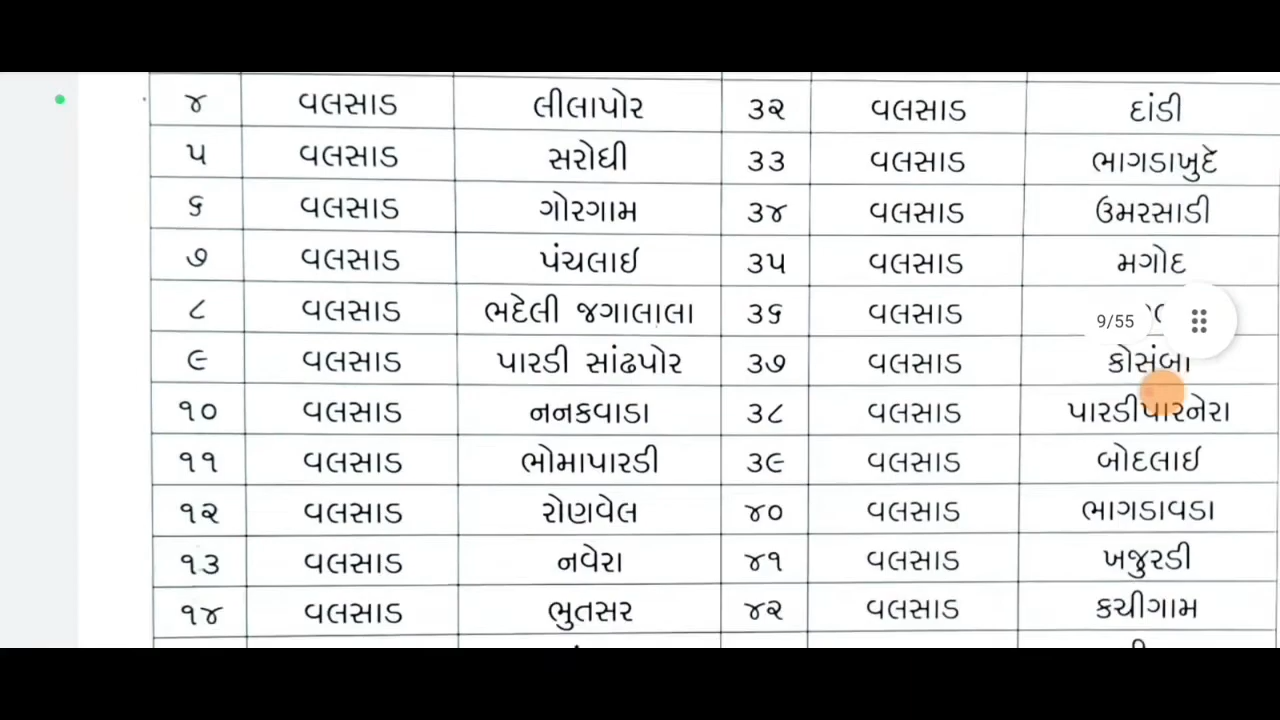 ૪ વલસાડ લીલાપોર ૩૨ વલસાડ દાંડી
૫ વલસાડ સરોધી ૩૩ વલસાડ ભાગડાખુર્દ
૬ વલસાડ ગોરગામ ૩૪ વલસાડ ઉમરસાડી
૭ વલસાડ પંચલાઇ ૩૫ વલસાડ મગોદ
૮ વલસાડ ભદેલી જગાલાલા ૩૬ વલસાડ
9/55
૯ વલસાડ પારડી સાંઢપોર ૩૭ વલસાડ કોસંબા
૧૦ વલસાડ નનકવાડા ૩૮ વલસાડ પારડીપારનેરા
૧૧ વલસાડ ભોમાપારડી ૩૯ વલસાડ બોદલાઈ
૧૨ વલસાડ રોણવેલ ૪૦ વલસાડ ભાગડાવડા
૧૩ વલસાડ નવેરા ૪૧ વલસાડ ખજુરડી
૧૪ વલસાડ ભુતસર ૪૨ વલસાડ કચીગામ